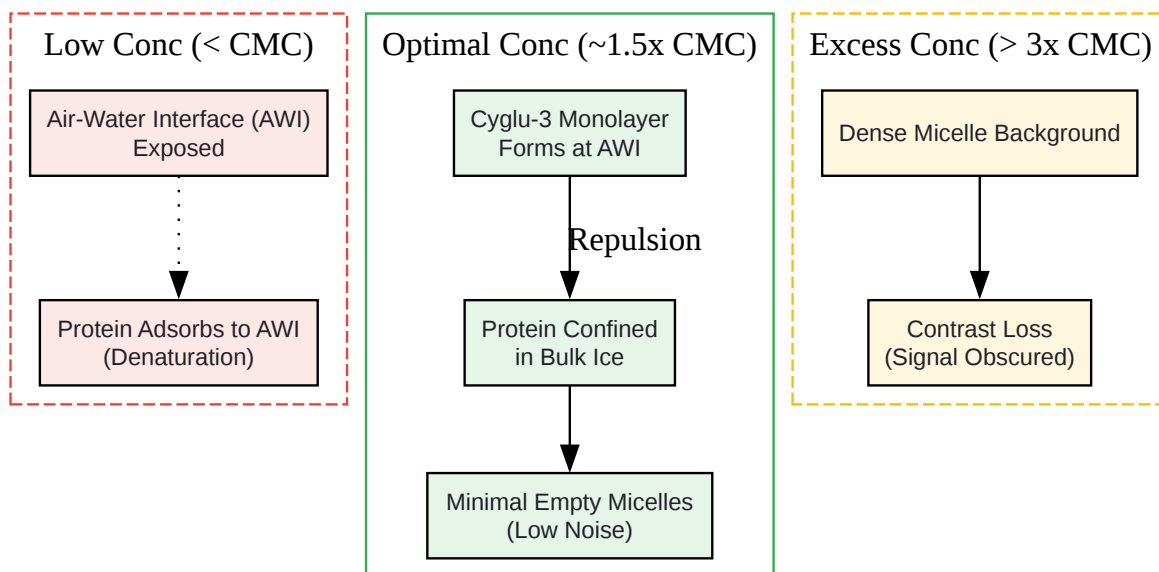 Low Conc (< CMC)
Air-Water Interface (AWI)
Exposed
Protein Adsorbs to AWI
(Denaturation)
Optimal Conc (~1.5x CMC)
Cyglu-3 Monolayer
Forms at AWI
Repulsion
Protein Confined
in Bulk Ice
Minimal Empty Micelles
(Low Noise)
Excess Conc (> 3x CMC)
Dense Micelle Background
Contrast Loss
(Signal Obscured)